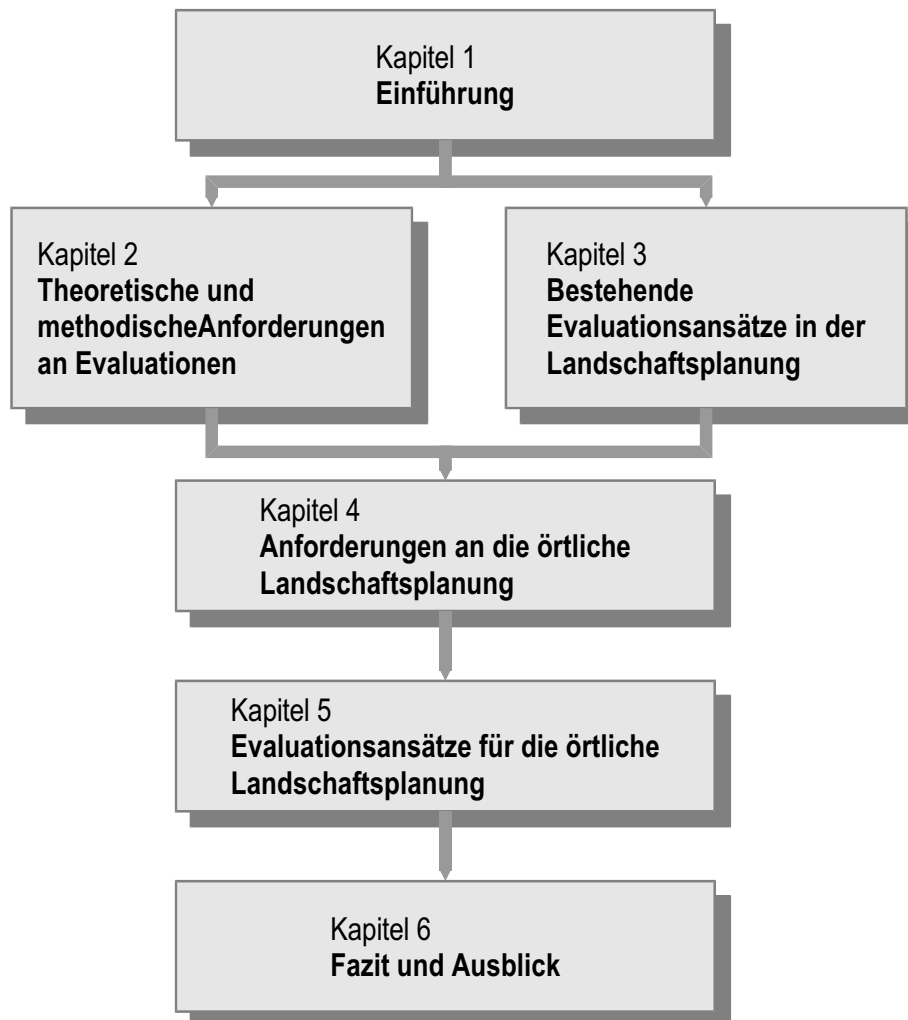 Kapitel 1
Einführung
Kapitel 2
Theoretische und
methodischeAnforderungen
an Evaluationen
Kapitel 3
Bestehende
Evaluationsansätze in der
Landschaftsplanung
Kapitel 4
Anforderungen an die örtliche
Landschaftsplanung
Kapitel 5
Evaluationsansätze für die örtliche
Landschaftsplanung
Kapitel 6
Fazit und Ausblick